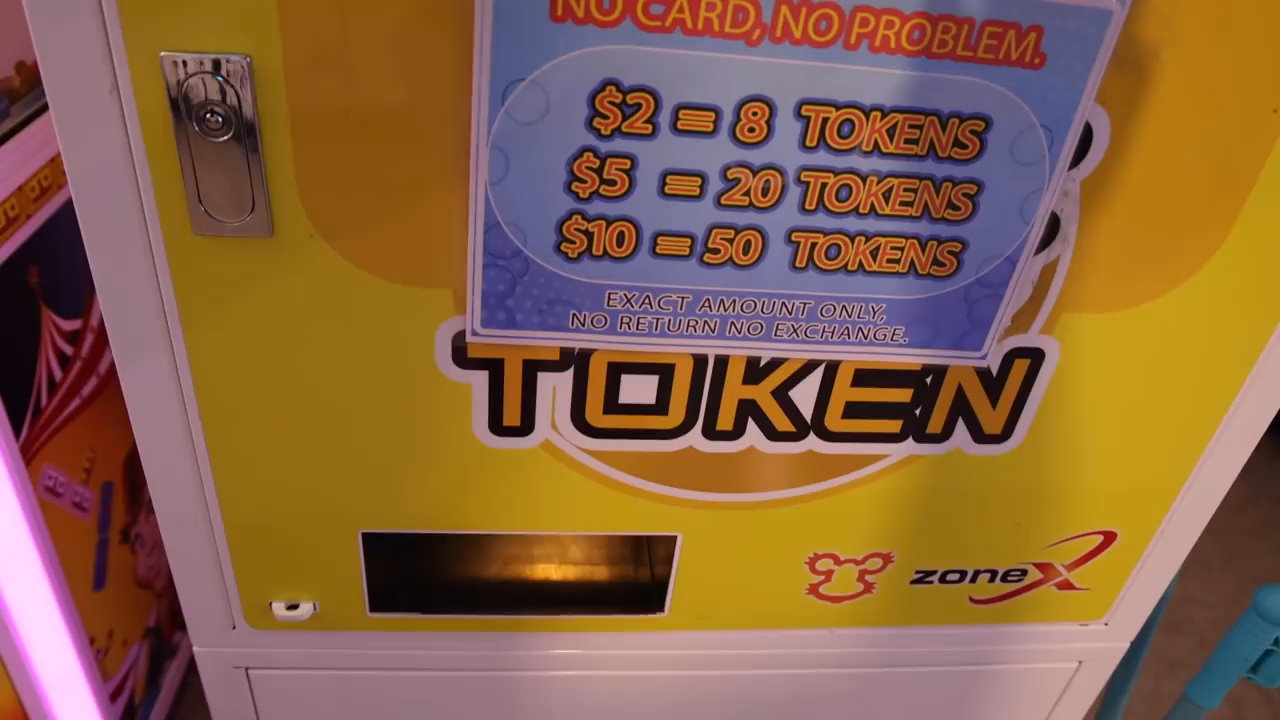 NO CARD, NO PROBLEM.
$2 = 8 TOKENS
$5 = 20 TOKENS
$10 = 50 TOKENS
EXACT AMOUNT ONLY,
NO RETURN NO EXCHANGE.
TOKEN
zoneX